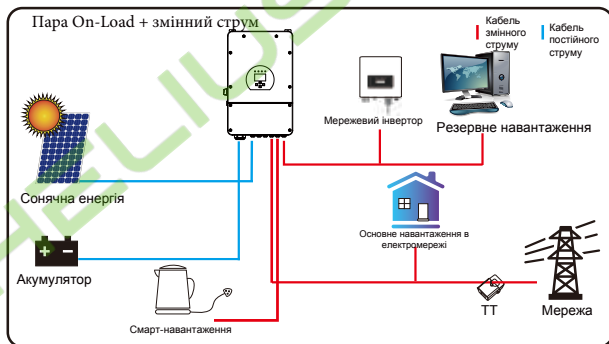 Пара On-Load + змінний струм
Кабель
змінного
струму
Кабель
постійного
струму
Мережевий інвертор
Резервне навантаження
Сонячна енергія
Основне навантаження в
електромережі
Акумулятор
Смарт-навантаження
ТТ
Мережа
HELIUS